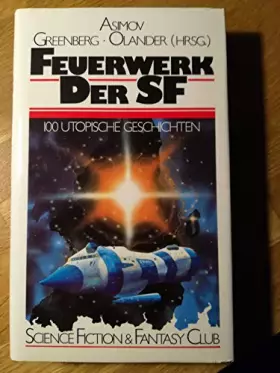 ASIMOV
GREENBERG · OLANDER (HRSG.)
FEUERWERK
DER SF
100 UTOPISCHE GESCHICHTEN
SCIENCE FICTION & FANTASY CLUB